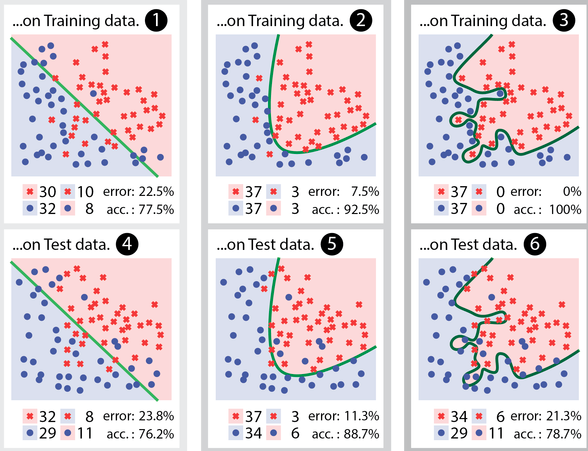 ...on Training data. 1
30 10 error: 22.5%
32 8 acc. : 77.5%
...on Training data. 2
37 3 error: 7.5%
37 3 acc. : 92.5%
...on Training data. 3
37 0 error: 0%
37 0 acc. : 100%
...on Test data. 4
32 8 error: 23.8%
29 11 acc. : 76.2%
...on Test data. 5
37 3 error: 11.3%
34 6 acc. : 88.7%
...on Test data. 6
34 6 error: 21.3%
29 11 acc. : 78.7%